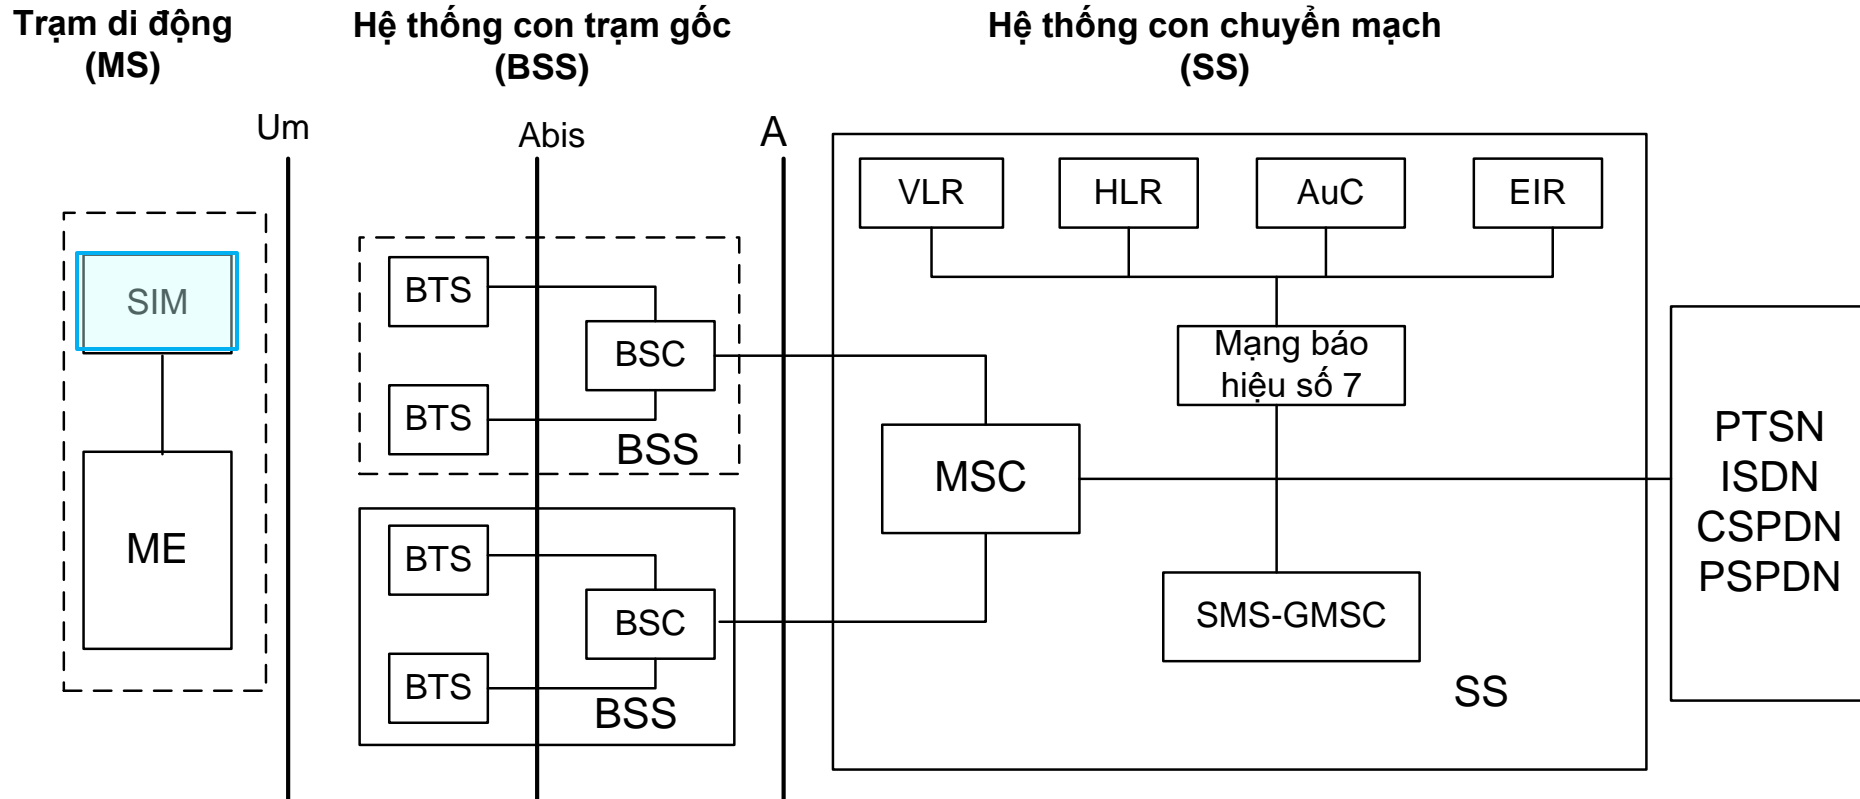 Trạm di động
(MS)
Hệ thống con trạm gốc
(BSS)
Hệ thống con chuyển mạch
(SS)
Um
Abis
A
SIM
ME
BTS
BTS
BSC
BSS
BTS
BTS
BSC
BSS
VLR
HLR
AuC
EIR
Mạng báo
hiệu số 7
MSC
SMS-GMSC
SS
PTSN
ISDN
CSPDN
PSPDN